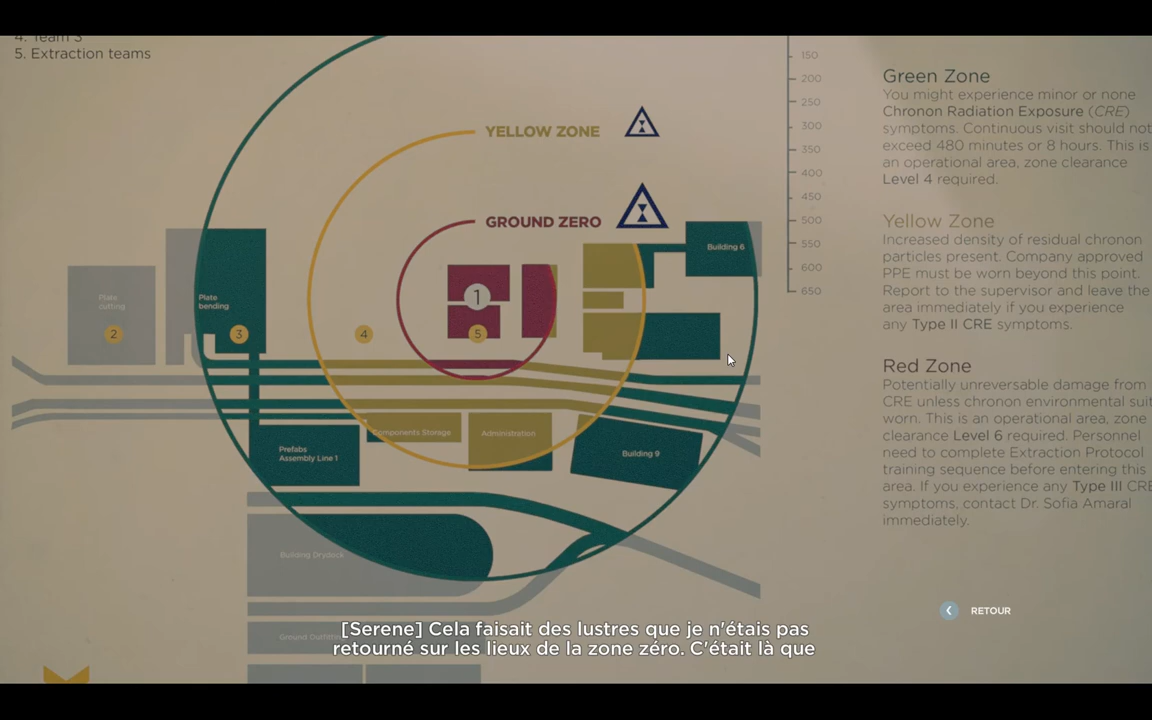 4. Team 3
5. Extraction teams
YELLOW ZONE
GROUND ZERO
150
200
250
300
350
400
450
500
550
600
650
Building 6
Plate
cutting
Plate
bending
1
2
3
4
5
Components Storage
Administration
Prefabs
Assembly Line 1
Building 9
Building Drydock
Green Zone
You might experience minor or none
Chronon Radiation Exposure (CRE)
symptoms. Continuous visit should not
exceed 480 minutes or 8 hours. This is
an operational area, zone clearance
Level 4 required.
Yellow Zone
Increased density of residual chronon
particles present. Company approved
PPE must be worn beyond this point.
Report to the supervisor and leave the
area immediately if you experience
any Type II CRE symptoms.
Red Zone
Potentially unreversable damage from
CRE unless chronon environmental suit
worn. This is an operational area, zone
clearance Level 6 required. Personnel
need to complete Extraction Protocol
training sequence before entering this
area. If you experience any Type III CRE
symptoms, contact Dr. Sofia Amaral
immediately.
RETOUR
Ground Outfitting
[Serene] Cela faisait des lustres que je n'étais pas
retourné sur les lieux de la zone zéro. C'était là que